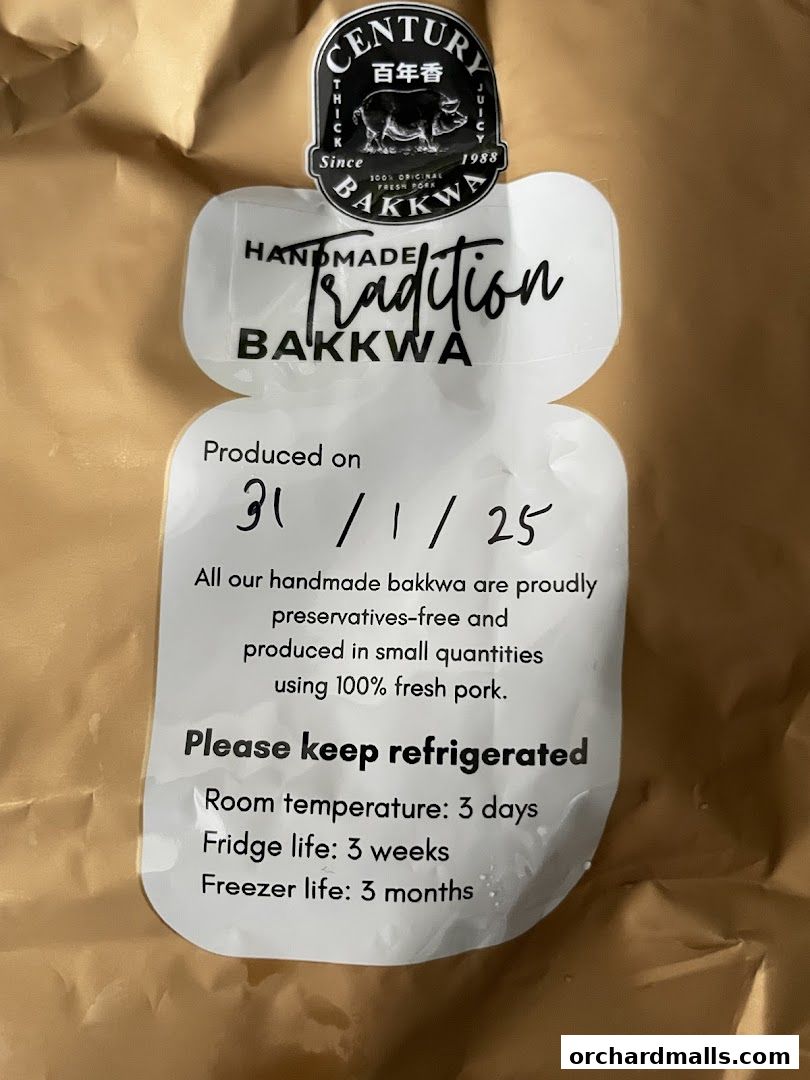 CENTURY
百年香
THICK
JUICY
Since 1988
100% ORIGINAL
FRESH PORK
BAKKWA
HANDMADE
Tradition
BAKKWA
Produced on
31 / 1 / 25
All our handmade bakkwa are proudly
preservatives-free and
produced in small quantities
using 100% fresh pork.
Please keep refrigerated
Room temperature: 3 days
Fridge life: 3 weeks
Freezer life: 3 months
orchardmalls.com